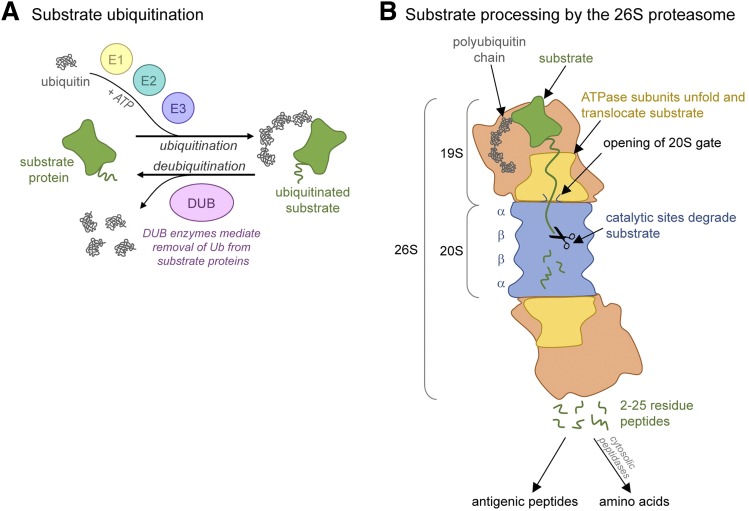 A Substrate ubiquitination
ubiquitin
E1
E2
E3
+ ATP
ubiquitination
substrate
protein
deubiquitination
DUB
ubiquitinated
substrate
DUB enzymes mediate
removal of Ub from
substrate proteins
B Substrate processing by the 26S proteasome
polyubiquitin
chain
substrate
ATPase subunits unfold and
translocate substrate
opening of 20S gate
19S
26S
20S
α
β
β
α
catalytic sites degrade
substrate
2-25 residue
peptides
cytosolic
peptidases
antigenic peptides
amino acids